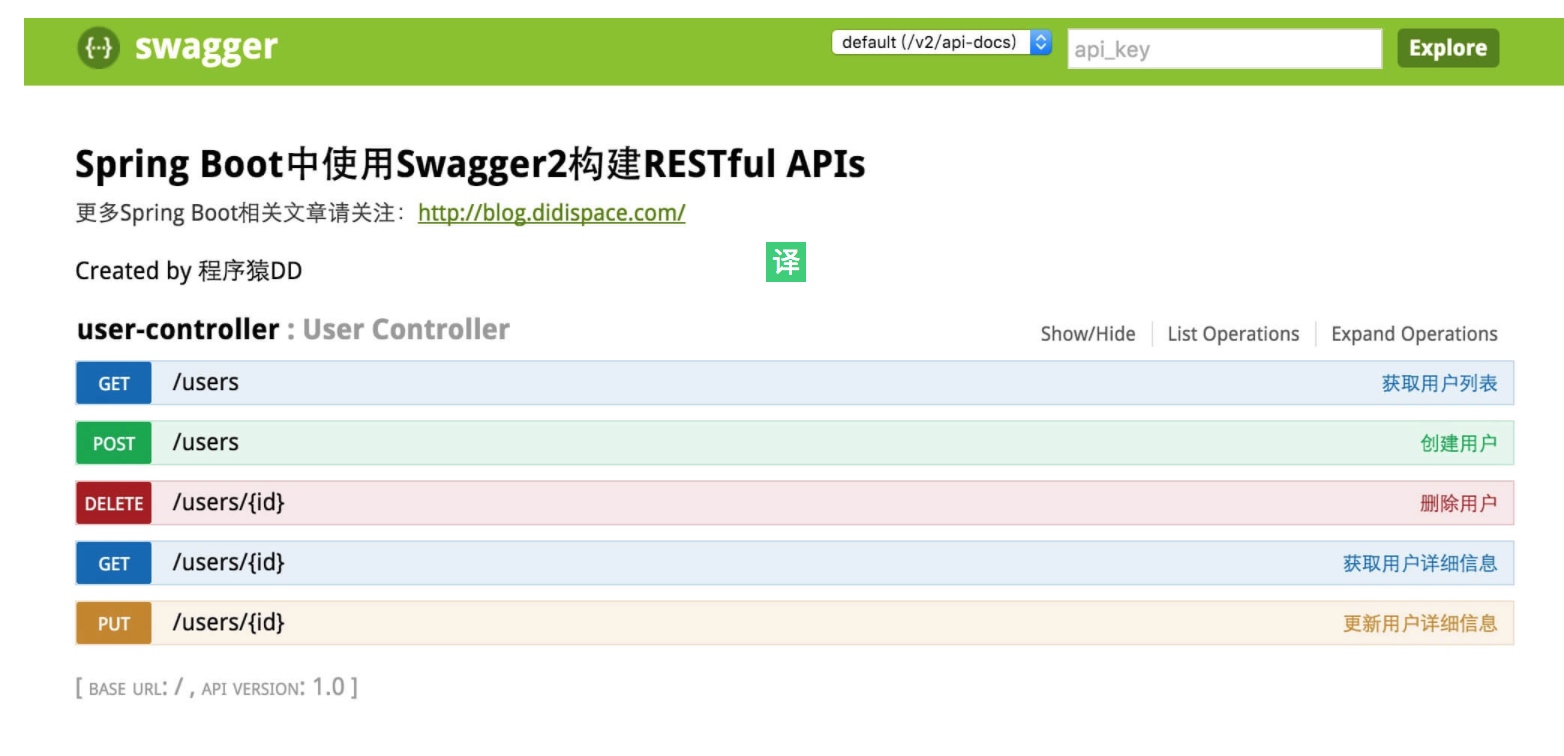 {···} swagger default (/v2/api-docs) api_key Explore
Spring Boot中使用Swagger2构建RESTful APIs
更多Spring Boot相关文章请关注：http://blog.didispace.com/
译
Created by 程序猿DD
user-controller : User Controller Show/Hide List Operations Expand Operations
GET /users 获取用户列表
POST /users 创建用户
DELETE /users/{id} 删除用户
GET /users/{id} 获取用户详细信息
PUT /users/{id} 更新用户详细信息
[ BASE URL: / , API VERSION: 1.0 ]